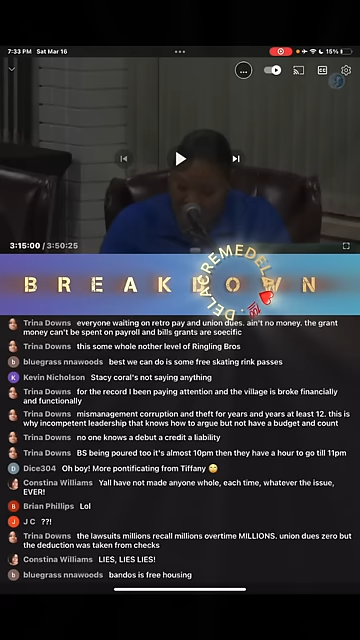 7:33 PM Sat Mar 16
15%
3:15:00 / 3:50:25
BREAKDOWN
DELACREMEDELA
Trina Downs everyone waiting on retro pay and union dues. ain't no money. the grant
money can't be spent on payroll and bills grants are soecific
Trina Downs this some whole nother level of Ringling Bros
bluegrass nnawoods best we can do is some free skating rink passes
Kevin Nicholson Stacy coral's not saying anything
Trina Downs for the record I been paying attention and the village is broke financially
and functionally
Trina Downs mismanagement corruption and theft for years and years at least 12. this is
why incompetent leadership that knows how to argue but not have a budget and count
Trina Downs no one knows a debut a credit a liability
Trina Downs BS being poured too it's almost 10pm then they have a hour to go till 11pm
Dice304 Oh boy! More pontificating from Tiffany 🙄
Constina Williams Yall have not made anyone whole, each time, whatever the issue,
EVER!
Brian Phillips Lol
J C ??!
Trina Downs the lawsuits millions recall millions overtime MILLIONS. union dues zero but
the deduction was taken from checks
Constina Williams LIES, LIES LIES!
bluegrass nnawoods bandos is free housing